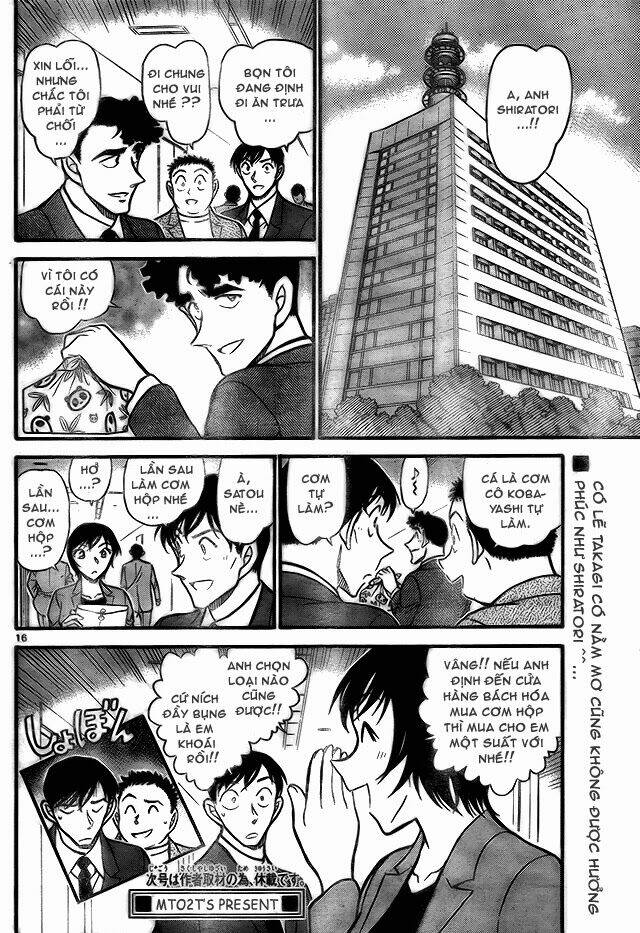 A, ANH
SHIRATORI
...!!
BỌN TÔI
ĐANG ĐỊNH
ĐI ĂN TRƯA
...
ĐI CHUNG
CHO VUI
NHÉ ??
XIN LỖI...
NHƯNG
CHẮC TÔI
PHẢI TỪ
CHỐI
...
VÌ TÔI CÓ
CÁI NÀY
RỒI !!
CÁ LÀ CƠM
CÔ KOBA-
YASHI TỰ
LÀM.
CƠM
TỰ
LÀM?
À,
SATOU
NÈ...
LẦN SAU
LÀM CƠM
HỘP NHÉ
HỞ
...?
LẦN
SAU...
CƠM
HỘP
...?
16
VÂNG!! NẾU ANH
ĐỊNH ĐẾN CỬA
HÀNG BÁCH HÓA
MUA CƠM HỘP
THÌ MUA CHO EM
MỘT SUẤT VỚI
NHÉ!
ANH CHỌN
LOẠI NÀO
CŨNG
ĐƯỢC!!
CỨ NÍCH
ĐẦY BỤNG
LÀ EM
KHOÁI
RỒI!!
しょぼーん
次号は作者取材の為、休載です。
MTO2T'S PRESENT
CÓ LẼ TAKAGI CÓ NẰM MƠ CŨNG KHÔNG ĐƯỢC HƯỞNG
PHÚC NHƯ SHIRATORI ^^ ...